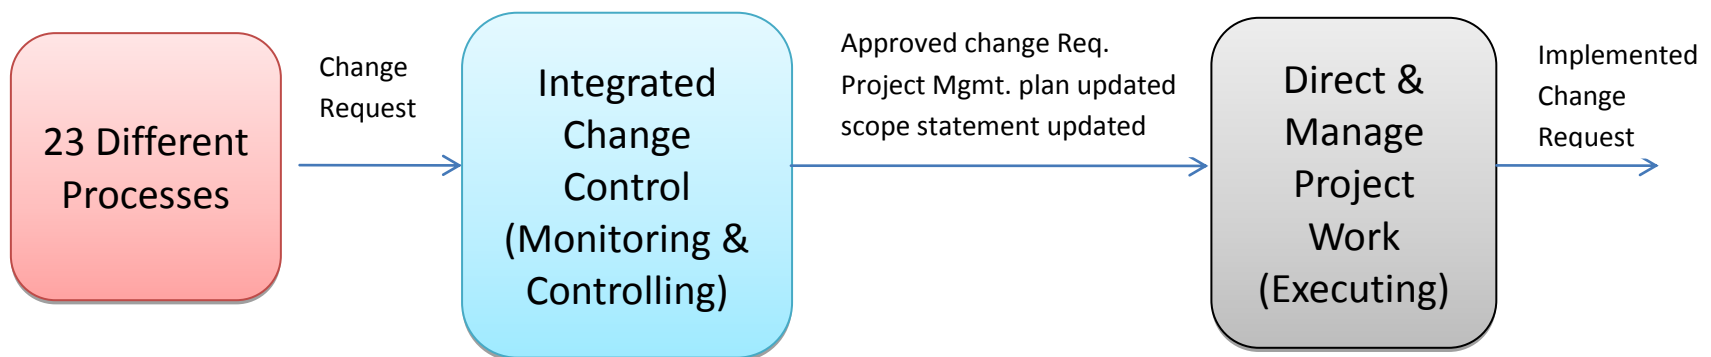 23 Different
Processes
Change
Request
Integrated
Change
Control
(Monitoring &
Controlling)
Approved change Req.
Project Mgmt. plan updated
scope statement updated
Direct &
Manage
Project
Work
(Executing)
Implemented
Change
Request